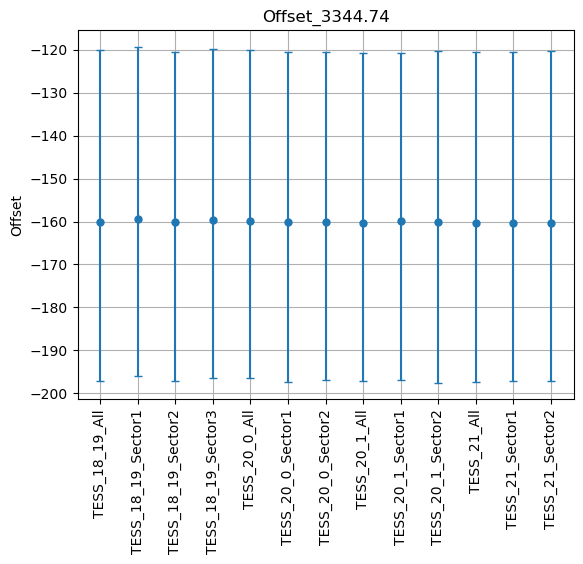 Offset_3344.74
Offset
−120
−130
−140
−150
−160
−170
−180
−190
−200
TESS_18_19_All
TESS_18_19_Sector1
TESS_18_19_Sector2
TESS_18_19_Sector3
TESS_20_0_All
TESS_20_0_Sector1
TESS_20_0_Sector2
TESS_20_1_All
TESS_20_1_Sector1
TESS_20_1_Sector2
TESS_21_All
TESS_21_Sector1
TESS_21_Sector2